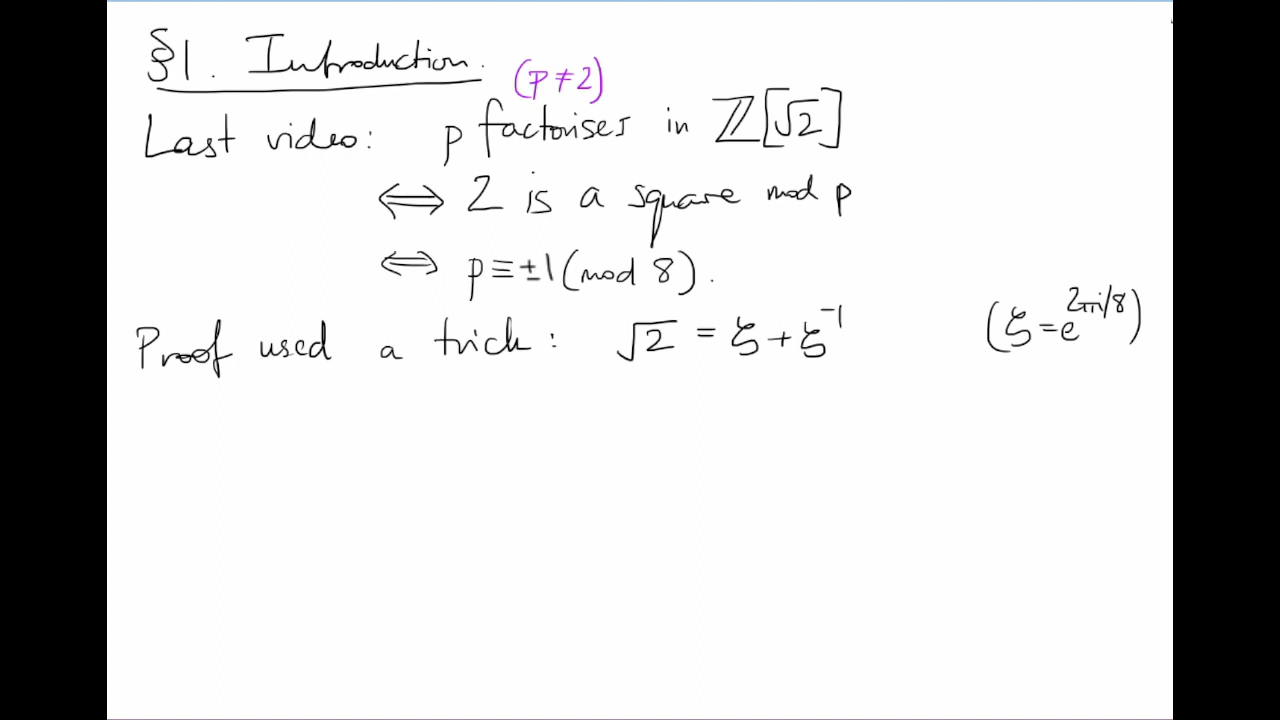 §1. Introduction.
(p≠2)
Last video: p factorises in ℤ[√2]
⟺ 2 is a square mod p
⟺ p≡±1 (mod 8).
Proof used a trick: √2 = ζ+ζ⁻¹ (ζ=e^{2πi/8})